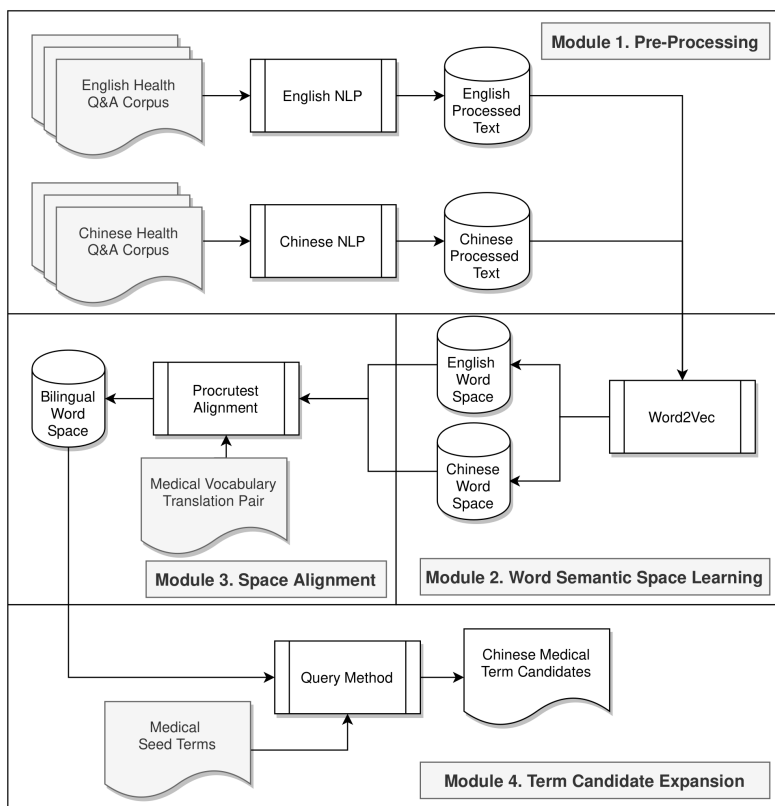 Module 1. Pre-Processing
English Health
Q&A Corpus
English NLP
English
Processed
Text
Chinese Health
Q&A Corpus
Chinese NLP
Chinese
Processed
Text
Bilingual
Word
Space
Procrutest
Alignment
English
Word
Space
Word2Vec
Medical Vocabulary
Translation Pair
Chinese
Word
Space
Module 3. Space Alignment
Module 2. Word Semantic Space Learning
Query Method
Chinese Medical
Term Candidates
Medical
Seed Terms
Module 4. Term Candidate Expansion